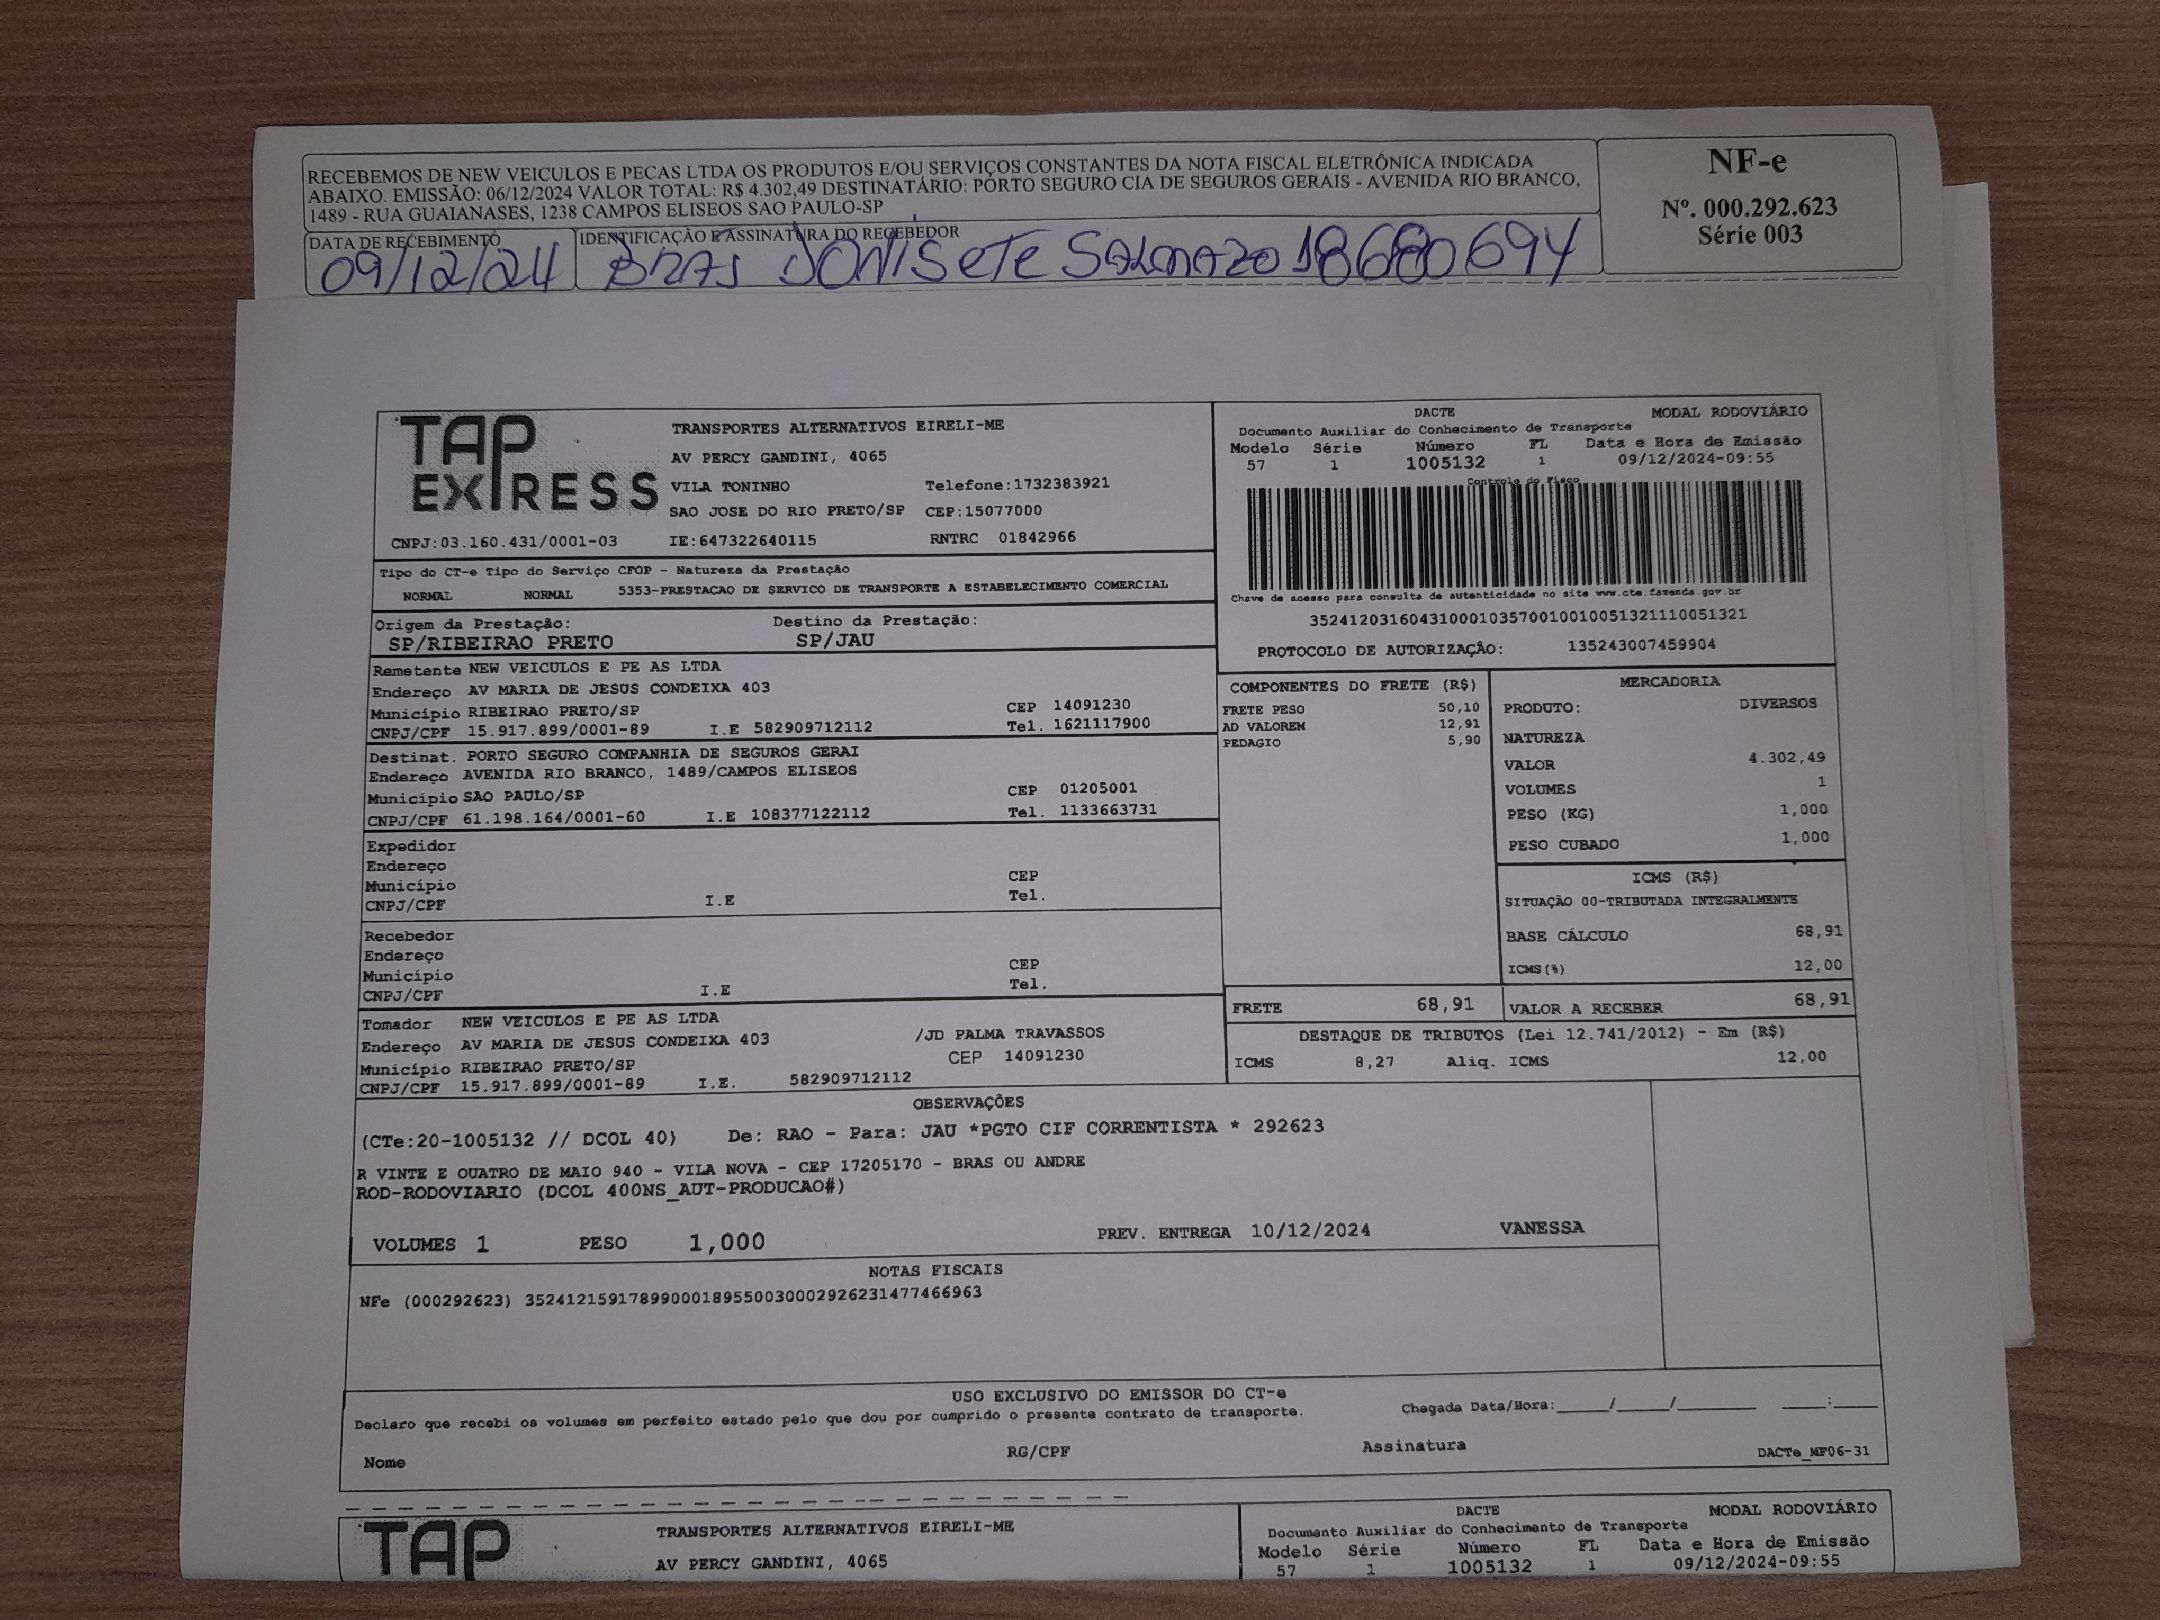 RECEBEMOS DE NEW VEICULOS E PECAS LTDA OS PRODUTOS E/OU SERVIÇOS CONSTANTES DA NOTA FISCAL ELETRÔNICA INDICADA
ABAIXO. EMISSÃO: 06/12/2024 VALOR TOTAL: R$ 4.302,49 DESTINATÁRIO: PORTO SEGURO CIA DE SEGUROS GERAIS - AVENIDA RIO BRANCO,
1489 - RUA GUAIANASES, 1238 CAMPOS ELISEOS SAO PAULO-SP
NF-e
Nº. 000.292.623
Série 003
DATA DE RECEBIMENTO
09/12/24
IDENTIFICAÇÃO E ASSINATURA DO RECEBEDOR
BRAS DONISETE 18680694
TAP EXPRESS
TRANSPORTES ALTERNATIVOS EIRELI-ME
AV PERCY GANDINI, 4065
VILA TONINHO Telefone:1732383921
SAO JOSE DO RIO PRETO/SP CEP:15077000
CNPJ:03.160.431/0001-03 IE:647322640115 RNTRC 01842966
DACTE MODAL RODOVIÁRIO
Documento Auxiliar do Conhecimento de Transporte
Modelo Série Número FL Data e Hora de Emissão
57 1 1005132 1 09/12/2024-09:55
Controle do Fisco
Chave de acesso para consulta de autenticidade no site www.cte.fazenda.gov.br
35241203160431000103570010010051321110051321
PROTOCOLO DE AUTORIZAÇÃO: 135243007459904
Tipo do CT-e Tipo do Serviço CFOP - Natureza da Prestação
NORMAL NORMAL 5353-PRESTACAO DE SERVICO DE TRANSPORTE A ESTABELECIMENTO COMERCIAL
Origem da Prestação: Destino da Prestação:
SP/RIBEIRAO PRETO SP/JAU
Remetente NEW VEICULOS E PE AS LTDA
Endereço AV MARIA DE JESUS CONDEIXA 403
Município RIBEIRAO PRETO/SP CEP 14091230
CNPJ/CPF 15.917.899/0001-89 I.E 582909712112 Tel. 1621117900
Destinat. PORTO SEGURO COMPANHIA DE SEGUROS GERAI
Endereço AVENIDA RIO BRANCO, 1489/CAMPOS ELISEOS
Município SAO PAULO/SP CEP 01205001
CNPJ/CPF 61.198.164/0001-60 I.E 108377122112 Tel. 1133663731
Expedidor
Endereço
Município CEP
CNPJ/CPF I.E Tel.
Recebedor
Endereço
Município CEP
CNPJ/CPF I.E Tel.
Tomador NEW VEICULOS E PE AS LTDA
Endereço AV MARIA DE JESUS CONDEIXA 403 /JD PALMA TRAVASSOS
Município RIBEIRAO PRETO/SP CEP 14091230
CNPJ/CPF 15.917.899/0001-89 I.E. 582909712112
COMPONENTES DO FRETE (R$)
FRETE PESO 50,10
AD VALOREM 12,91
PEDAGIO 5,90
MERCADORIA
PRODUTO: DIVERSOS
NATUREZA
VALOR 4.302,49
VOLUMES 1
PESO (KG) 1,000
PESO CUBADO 1,000
ICMS (R$)
SITUAÇÃO 00-TRIBUTADA INTEGRALMENTE
BASE CÁLCULO 68,91
ICMS(%) 12,00
FRETE 68,91 VALOR A RECEBER 68,91
DESTAQUE DE TRIBUTOS (Lei 12.741/2012) - Em (R$)
ICMS 8,27 Aliq. ICMS 12,00
OBSERVAÇÕES
(CTe:20-1005132 // DCOL 40) De: RAO - Para: JAU *PGTO CIF CORRENTISTA * 292623
R VINTE E QUATRO DE MAIO 940 - VILA NOVA - CEP 17205170 - BRAS OU ANDRE
ROD-RODOVIARIO (DCOL 400NS_AUT-PRODUCAO#)
VOLUMES 1 PESO 1,000 PREV. ENTREGA 10/12/2024 VANESSA
NOTAS FISCAIS
NFe (000292623) 35241215917899000189550030002926231477466963
USO EXCLUSIVO DO EMISSOR DO CT-e
Declaro que recebi os volumes em perfeito estado pelo que dou por cumprido o presente contrato de transporte. Chegada Data/Hora:_____/_____/________ ____:____
Nome RG/CPF Assinatura DACTe_MF06-31
TAP
TRANSPORTES ALTERNATIVOS EIRELI-ME
AV PERCY GANDINI, 4065
DACTE MODAL RODOVIÁRIO
Documento Auxiliar do Conhecimento de Transporte
Modelo Série Número FL Data e Hora de Emissão
57 1 1005132 1 09/12/2024-09:55